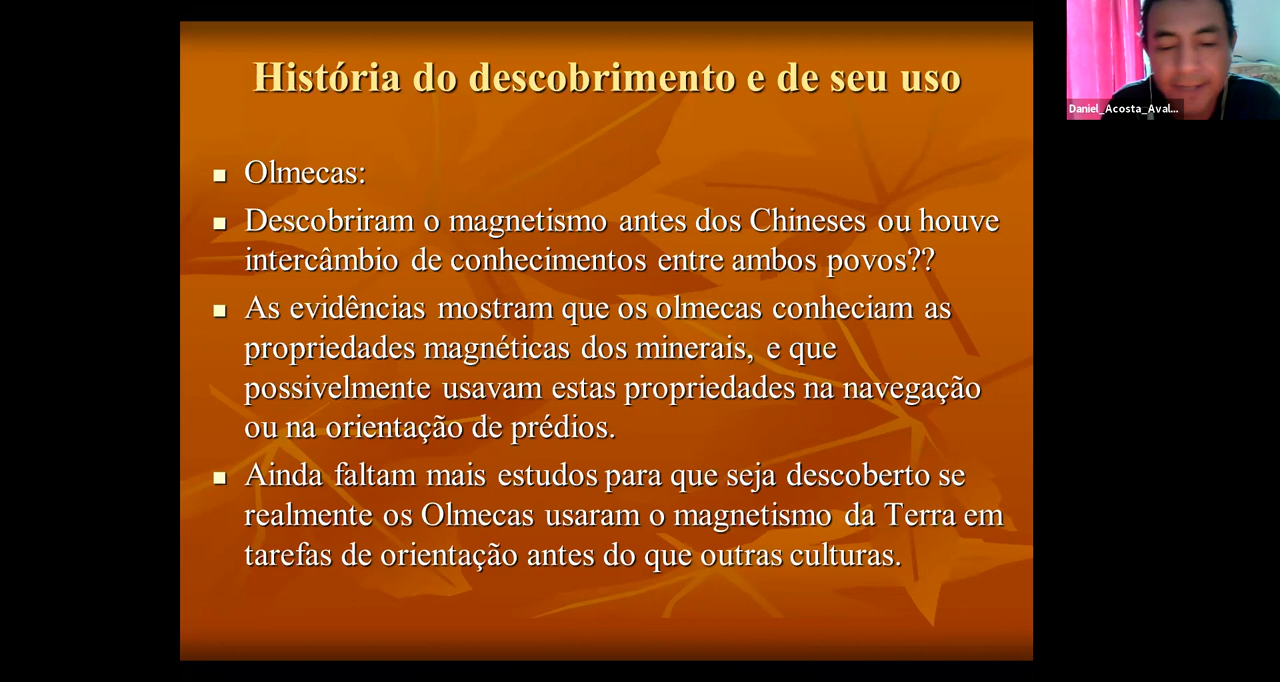 História do descobrimento e de seu uso
Olmecas:
Descobriram o magnetismo antes dos Chineses ou houve
intercâmbio de conhecimentos entre ambos povos??
As evidências mostram que os olmecas conheciam as
propriedades magnéticas dos minerais, e que
possivelmente usavam estas propriedades na navegação
ou na orientação de prédios.
Ainda faltam mais estudos para que seja descoberto se
realmente os Olmecas usaram o magnetismo da Terra em
tarefas de orientação antes do que outras culturas.
Daniel_Acosta_Aval...